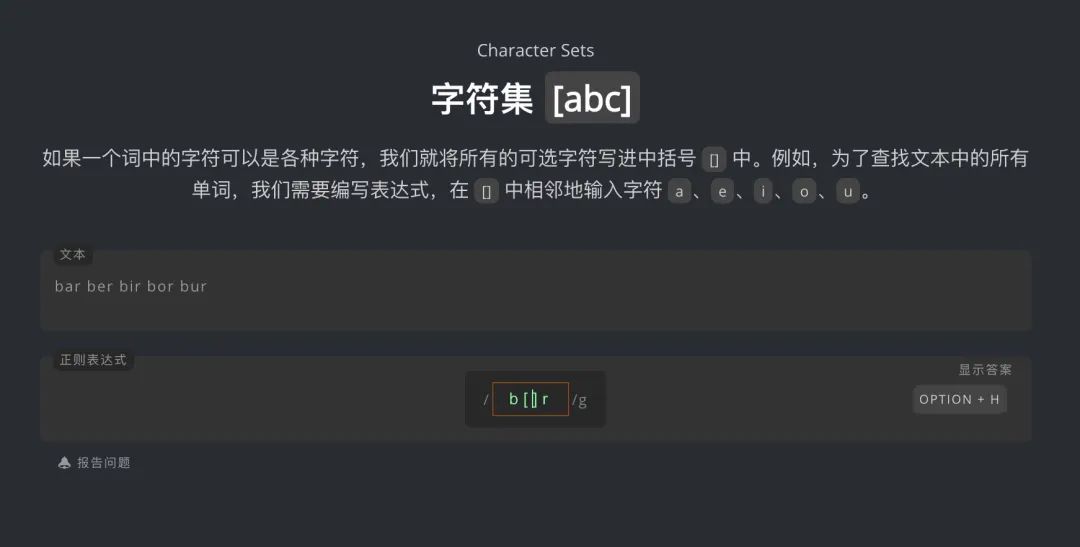 Character Sets
字符集 [abc]
如果一个词中的字符可以是各种字符，我们就将所有的可选字符写进中括号 [] 中。例如，为了查找文本中的所有
单词，我们需要编写表达式，在 [] 中相邻地输入字符 a、e、i、o、u。
文本
bar ber bir bor bur
正则表达式
显示答案
/ b[]r /g
OPTION + H
报告问题